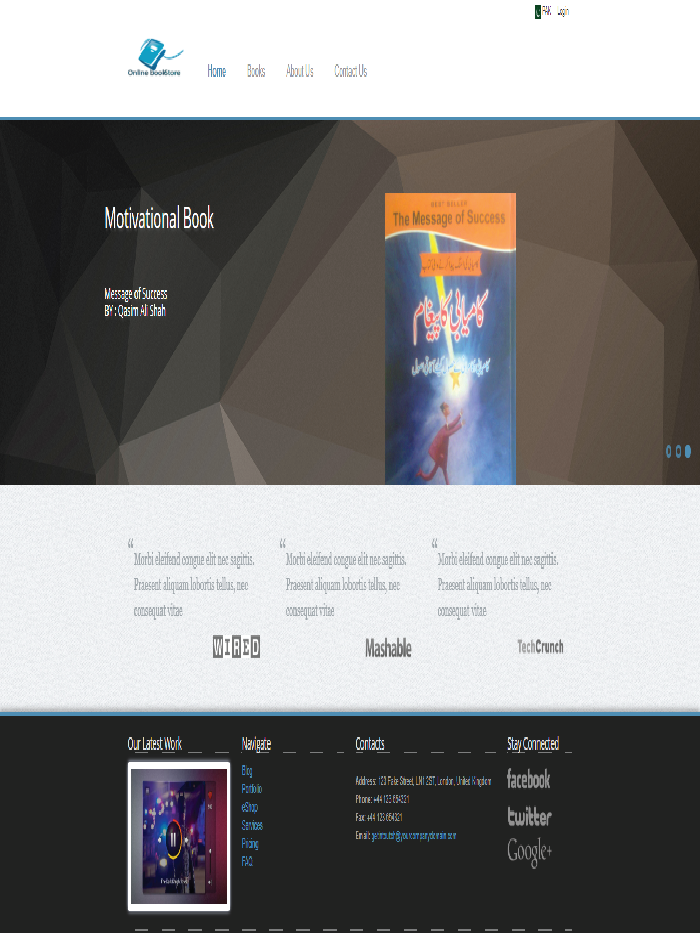 PAK Login
Online bookStore
Home Books About Us Contact Us
Motivational Book
Message of Success
BY : Qasim Ali Shah
BEST SELLER
The Message of Success
کامیابی کا پیغام
“ Morbi eleifend congue elit nec sagittis.
Praesent aliquam lobortis tellus, nec
consequat vitae
WIRED
“ Morbi eleifend congue elit nec sagittis.
Praesent aliquam lobortis tellus, nec
consequat vitae
Mashable
“ Morbi eleifend congue elit nec sagittis.
Praesent aliquam lobortis tellus, nec
consequat vitae
TechCrunch
Our Latest Work
Navigate
Blog
Portfolio
eShop
Services
Pricing
FAQ
Contacts
Address: 123 Fake Street, LN1 2ST, London, United Kingdom
Phone: +44 123 654321
Fax: +44 123 654321
Email: getintoutch@yourcompanydomain.com
Stay Connected
facebook
twitter
Google+